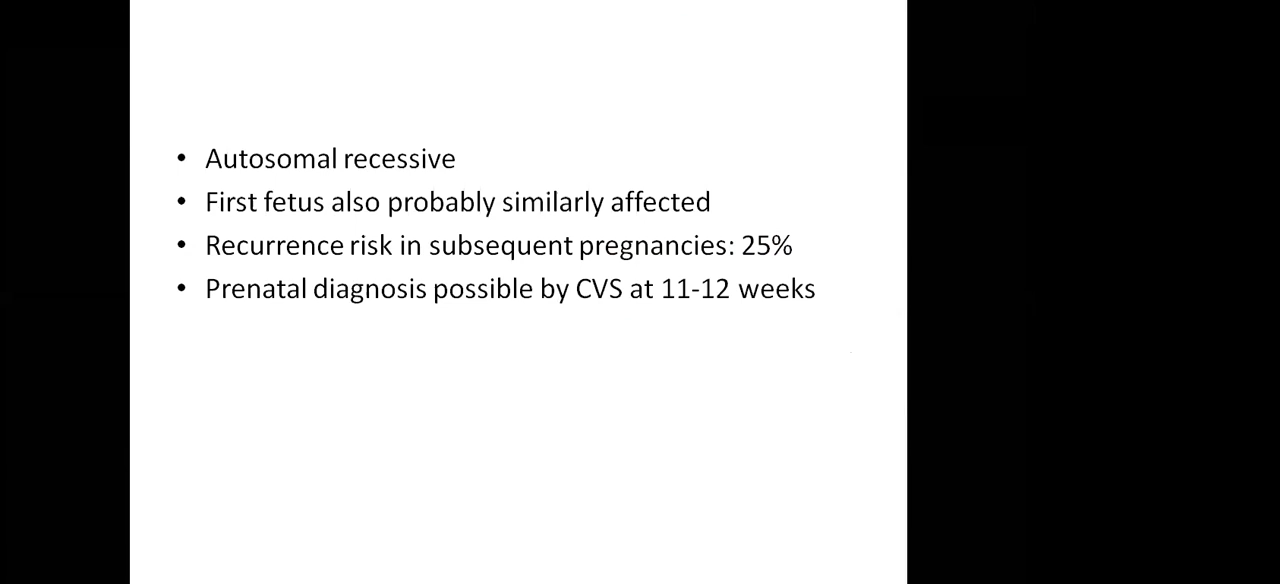 • Autosomal recessive
• First fetus also probably similarly affected
• Recurrence risk in subsequent pregnancies: 25%
• Prenatal diagnosis possible by CVS at 11-12 weeks